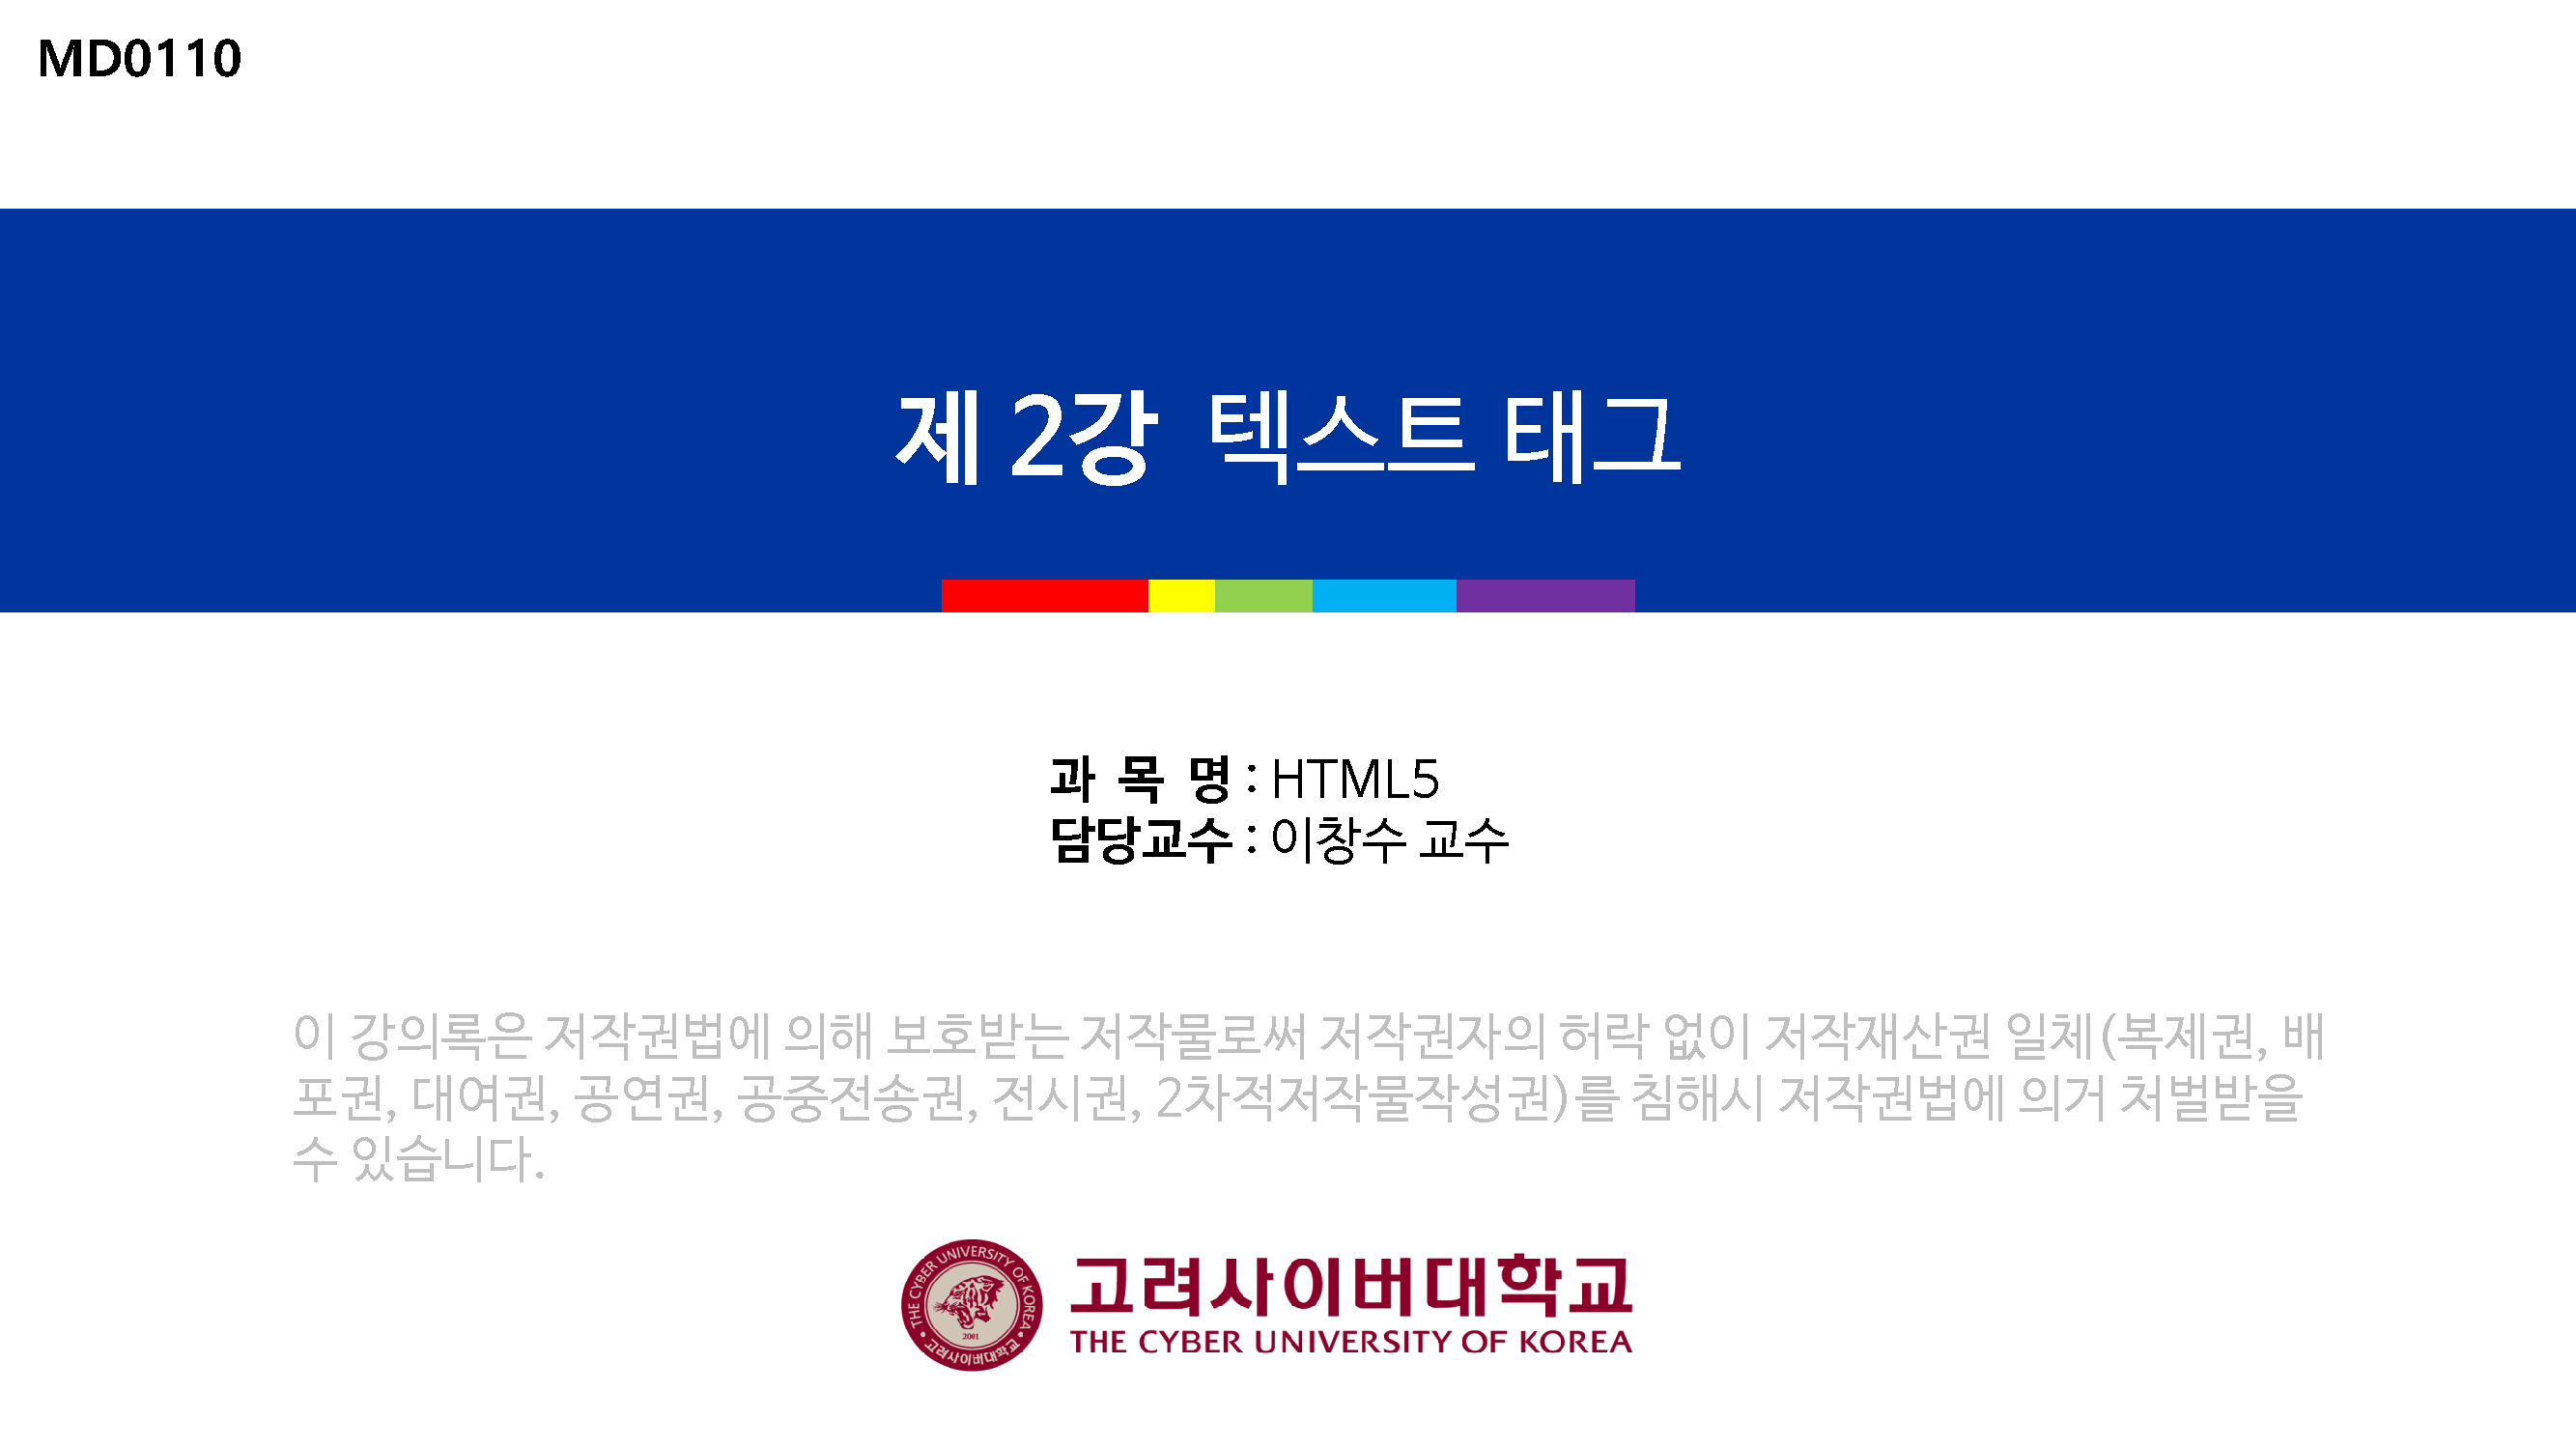 MD0110
제 2강 텍스트 태그
과 목 명 : HTML5
담당교수 : 이창수 교수
이 강의록은 저작권법에 의해 보호받는 저작물로써 저작권자의 허락 없이 저작재산권 일체(복제권, 배
포권, 대여권, 공연권, 공중전송권, 전시권, 2차적저작물작성권)를 침해시 저작권법에 의거 처벌받을
수 있습니다.
THE CYBER UNIVERSITY OF KOREA
2001
고려사이버대학교
고려사이버대학교
THE CYBER UNIVERSITY OF KOREA